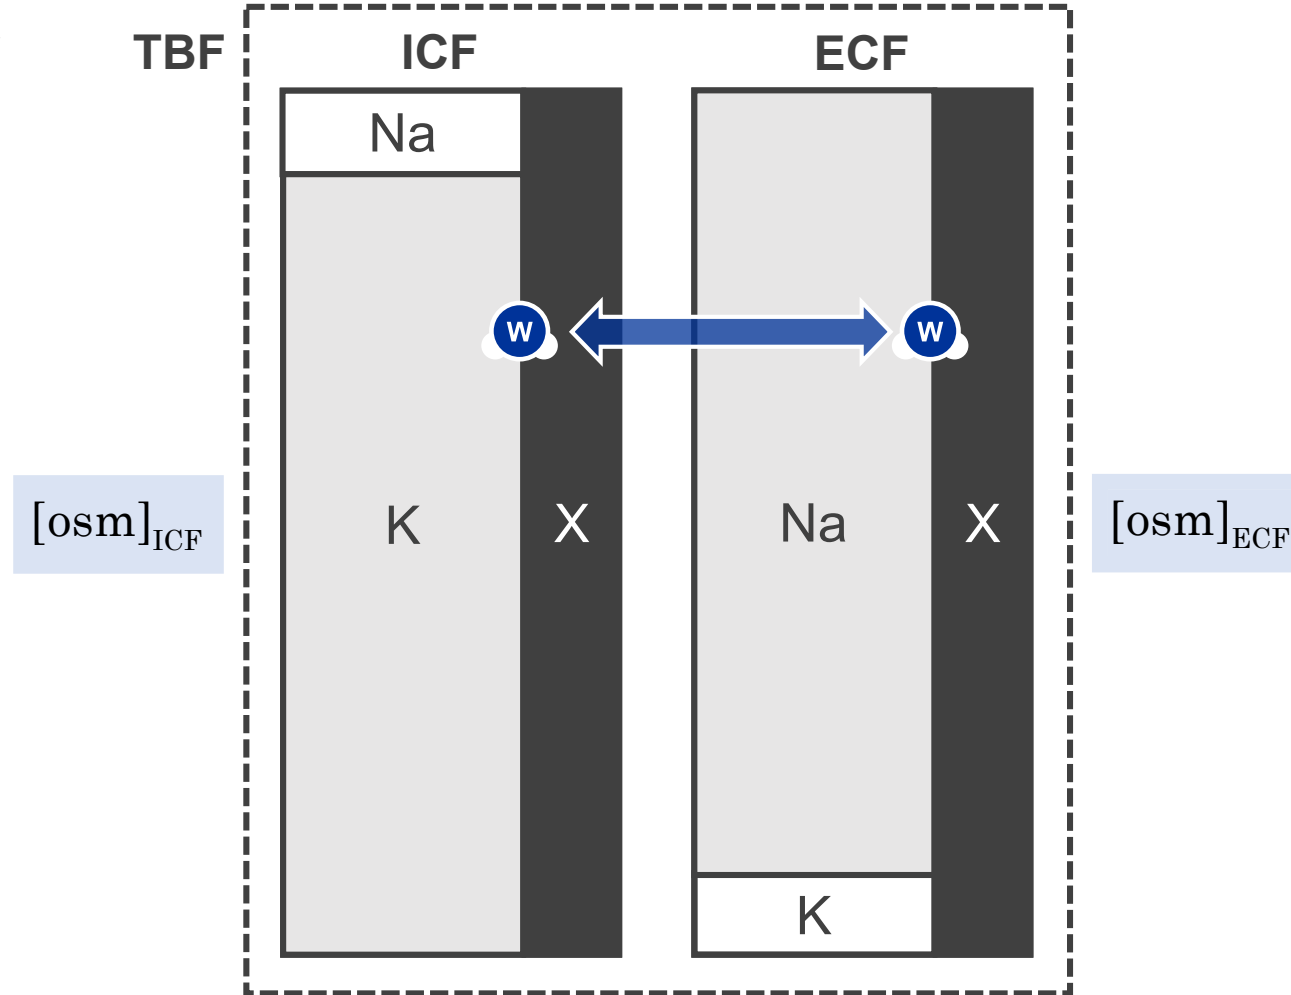 TBF
ICF
ECF
Na
W
W
[osm]ICF
K
X
Na
X
[osm]ECF
K